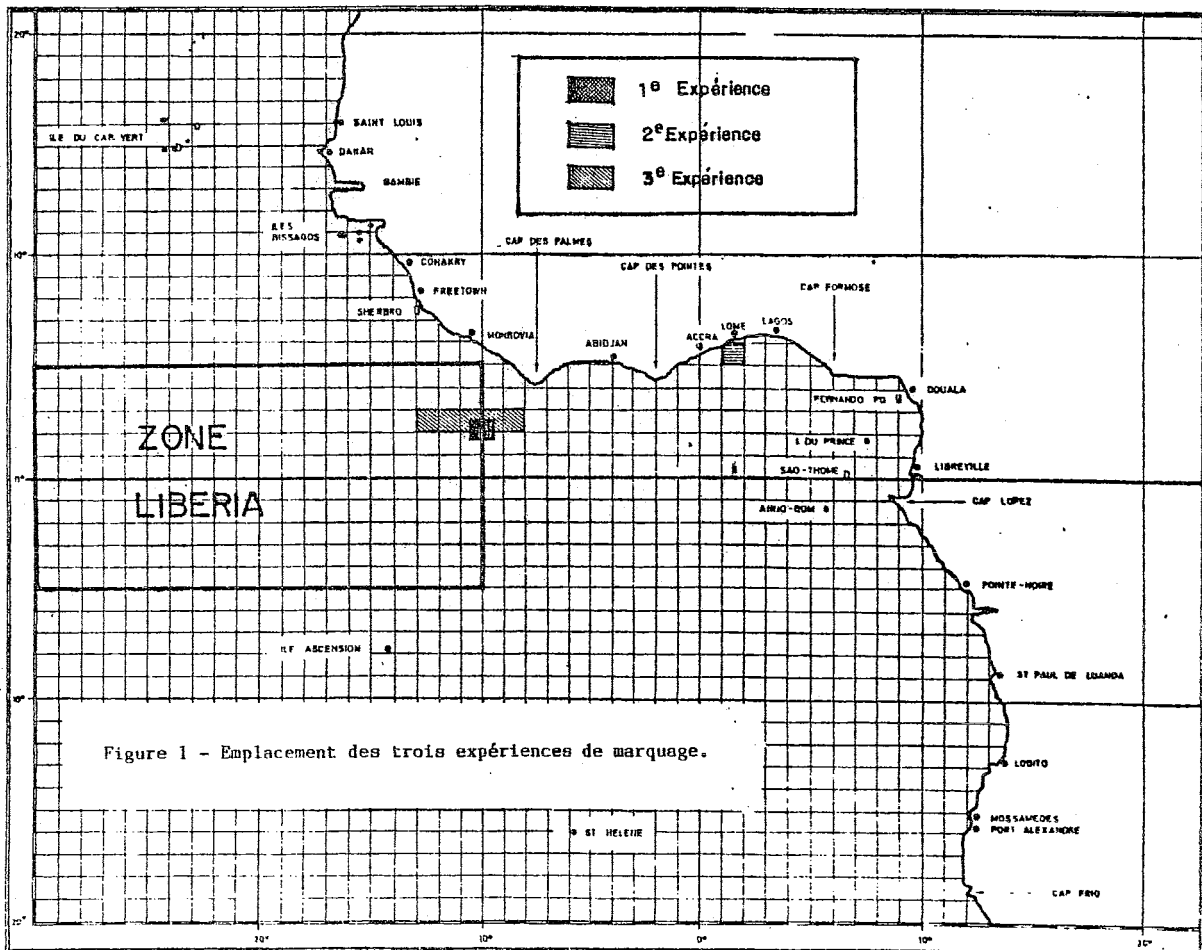 20°
1e Expérience
2e Expérience
3e Expérience
ILE DU CAP VERT
SAINT LOUIS
DAKAR
GAMBIE
ILES
BISSAGOS
CAP DES PALMES
10°
CONAKRY
CAP DES POINTES
FREETOWN
CAP FORMOSE
SHERBRO
MONROVIA
LOME
LAGOS
ACCRA
ABIDJAN
DOUALA
FERNANDO PO
ZONE
I. DU PRINCE
SAO-THOME
LIBREVILLE
LIBERIA
CAP LOPEZ
POINTE-NOIRE
ILE ASCENSION
ST PAUL DE LUANDA
10°
Figure 1 - Emplacement des trois expériences de marquage.
LOBITO
ST HELENE
MOSSAMEDES
PORT ALEXANDRE
CAP FRIO
20°
20° 10° 0° 10° 20°